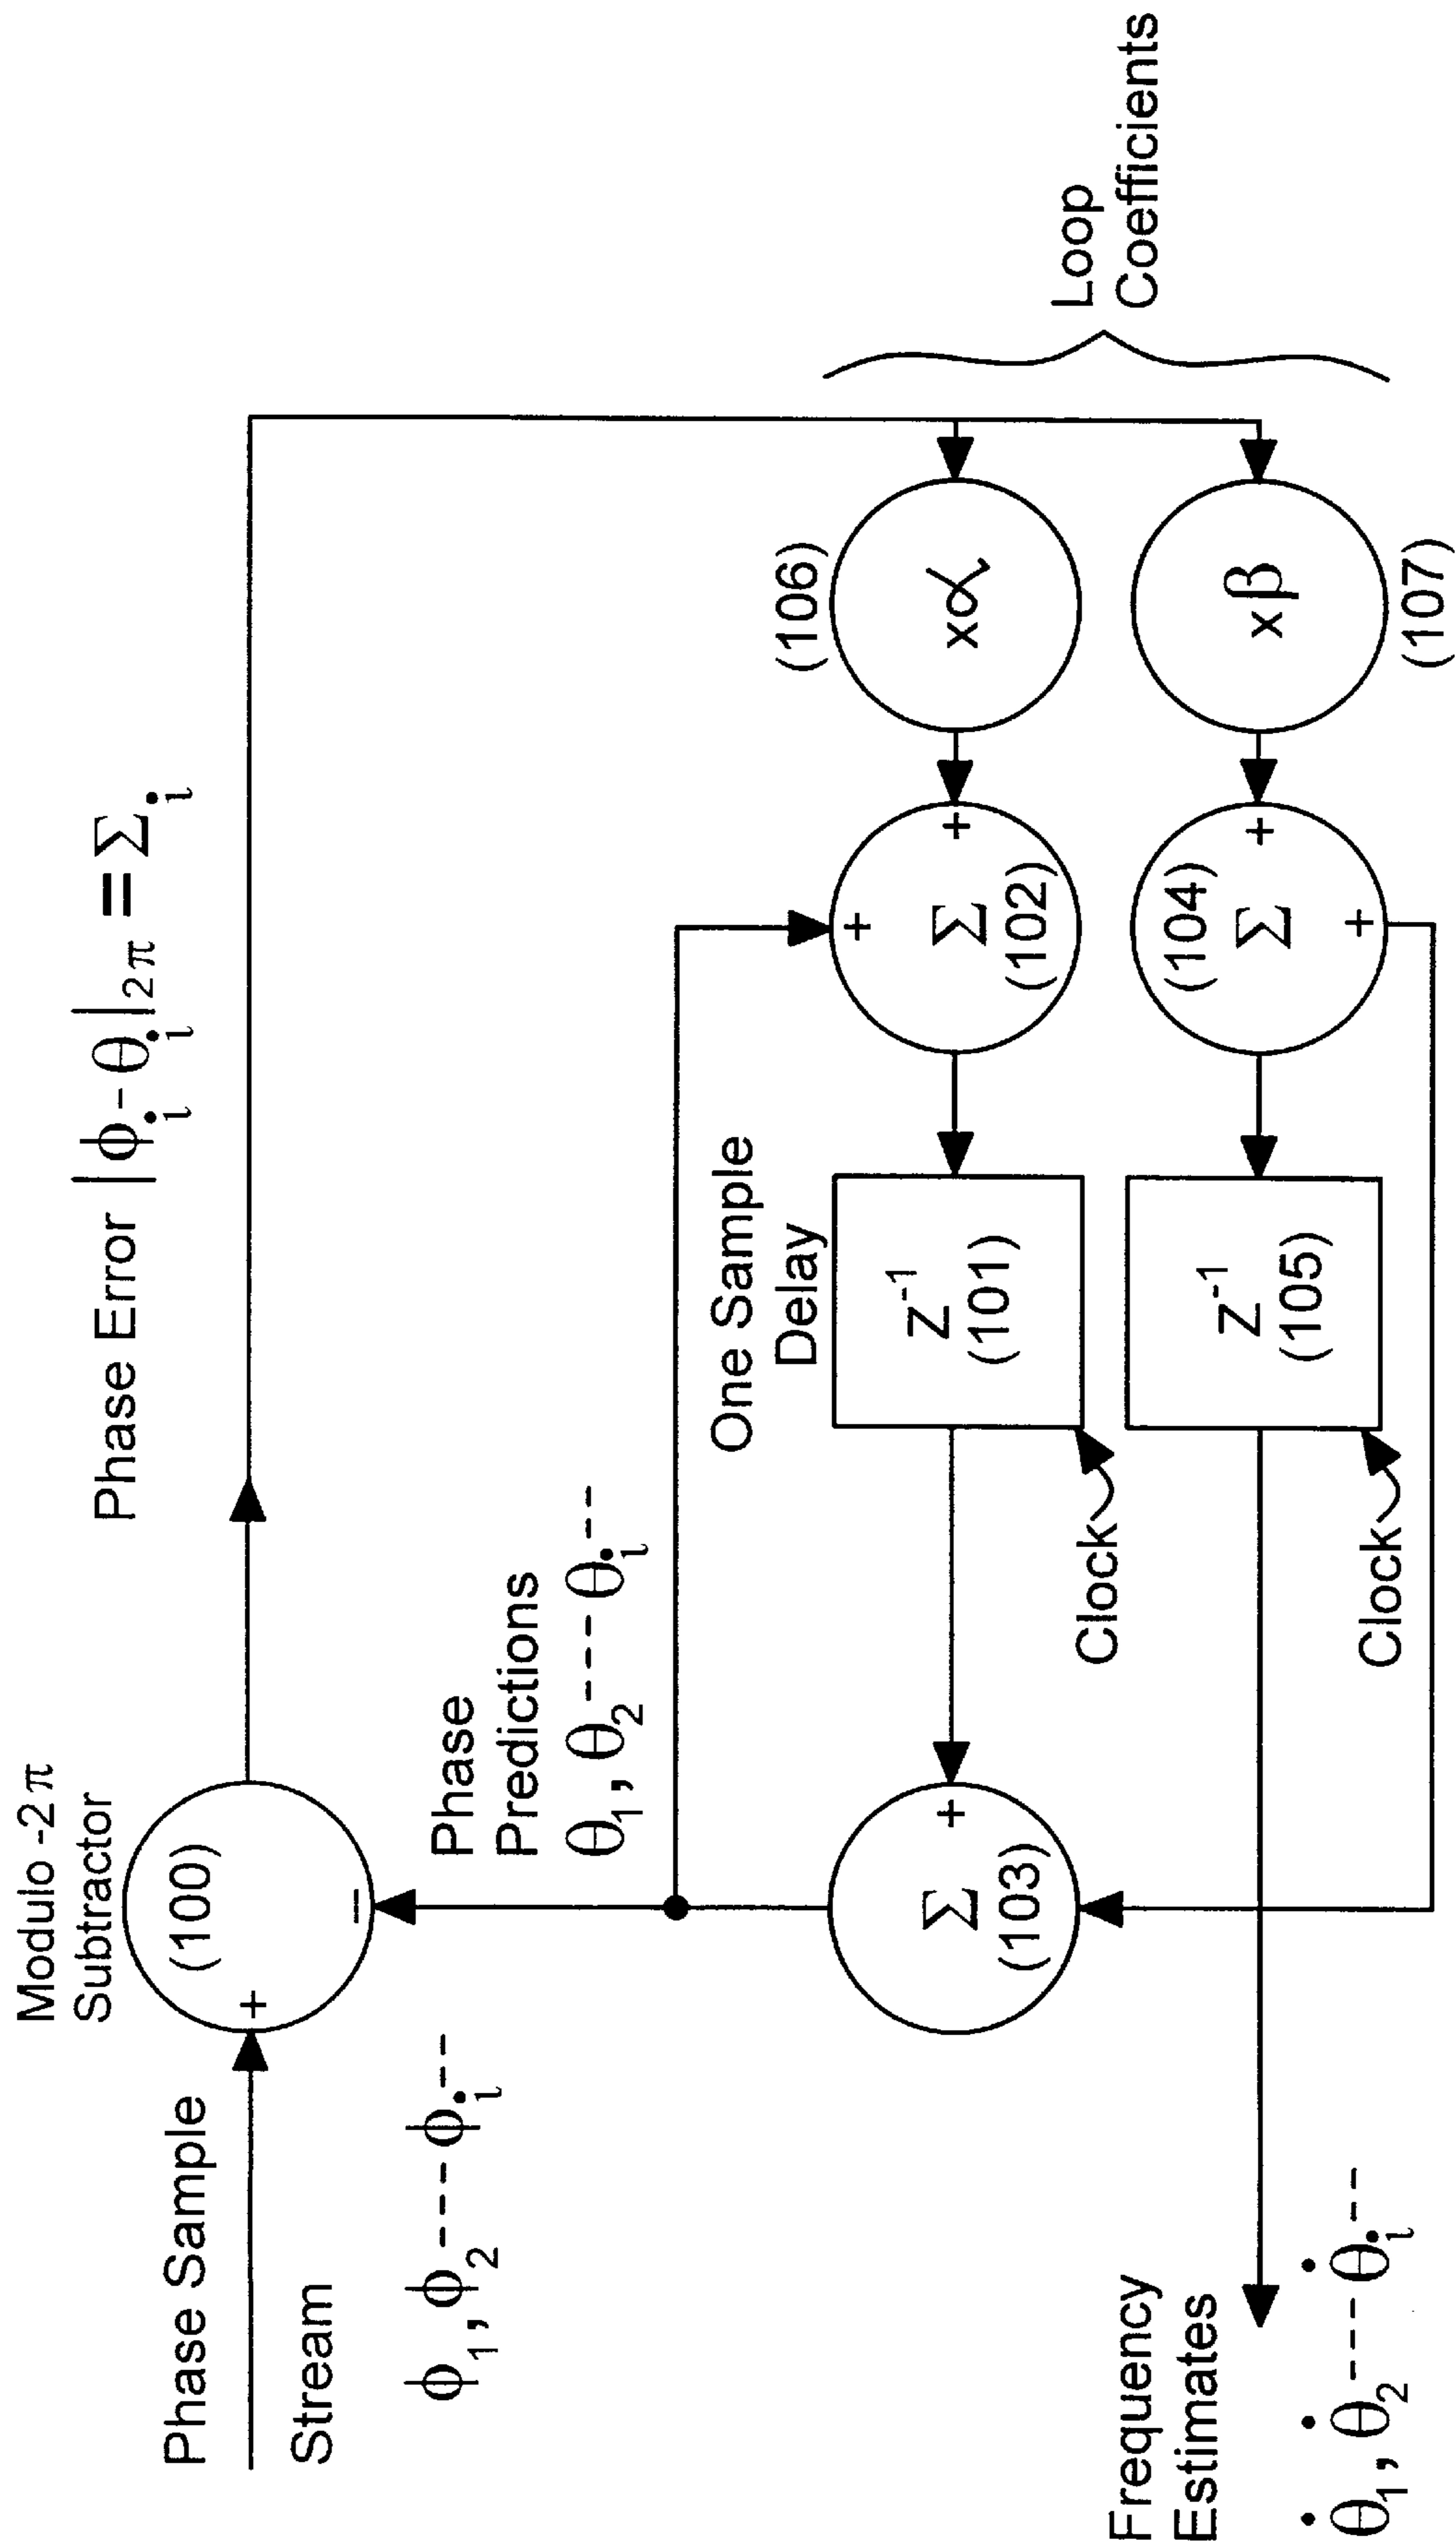 Modulo -2π
Subtractor
(100)
+
−
Phase Sample
Stream
ϕ1, ϕ2 ---- ϕi --
Phase Error |ϕi - θi|2π = Σi
Phase
Predictions
θ1, θ2 ---- θi --
Σ
+
(103)
One Sample
Delay
Z-1
(101)
Clock
+
Σ
+
(102)
(106)
xα
Z-1
(105)
Clock
(104)
Σ
+
+
xβ
(107)
Loop
Coefficients
Frequency
Estimates
θ̇1, θ̇2 ---- θ̇i --